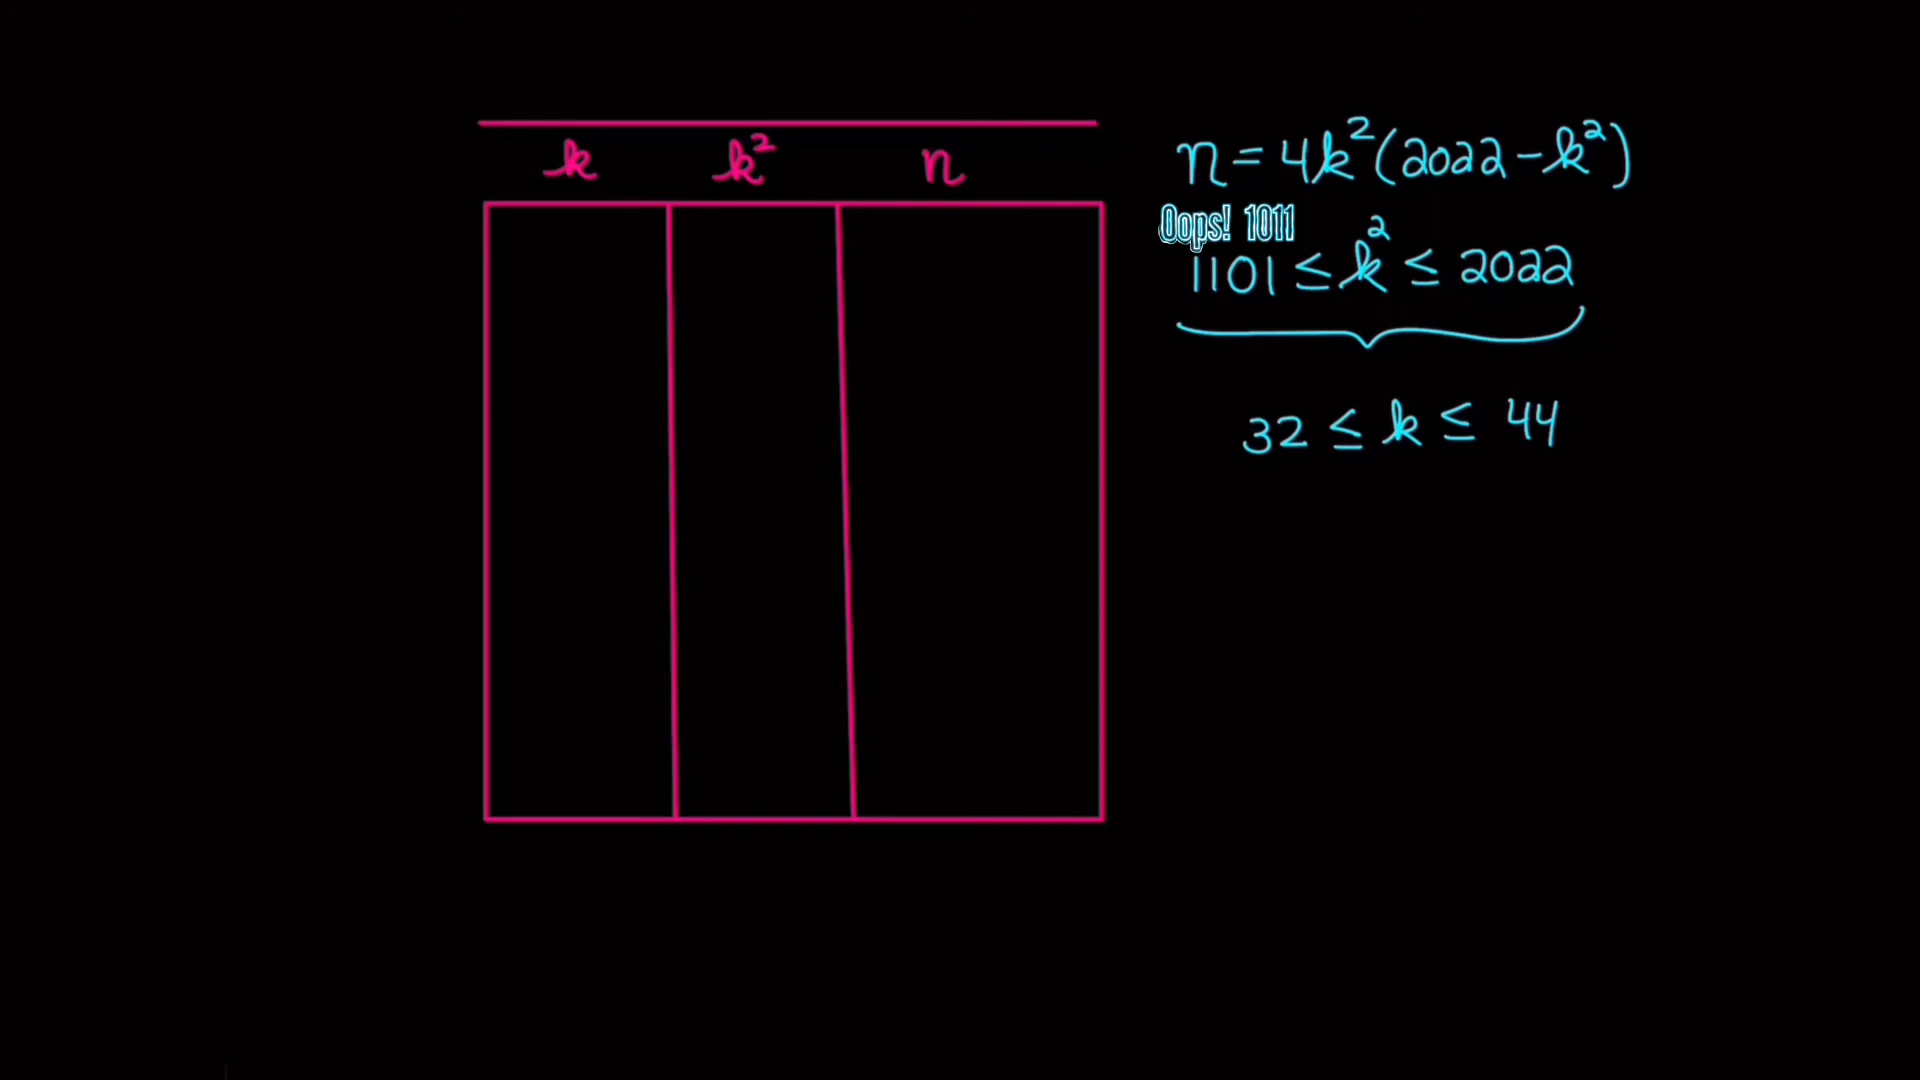 k k² n
n = 4k²(2022-k²)
Oops! 1011
1101 ≤ k² ≤ 2022
32 ≤ k ≤ 44